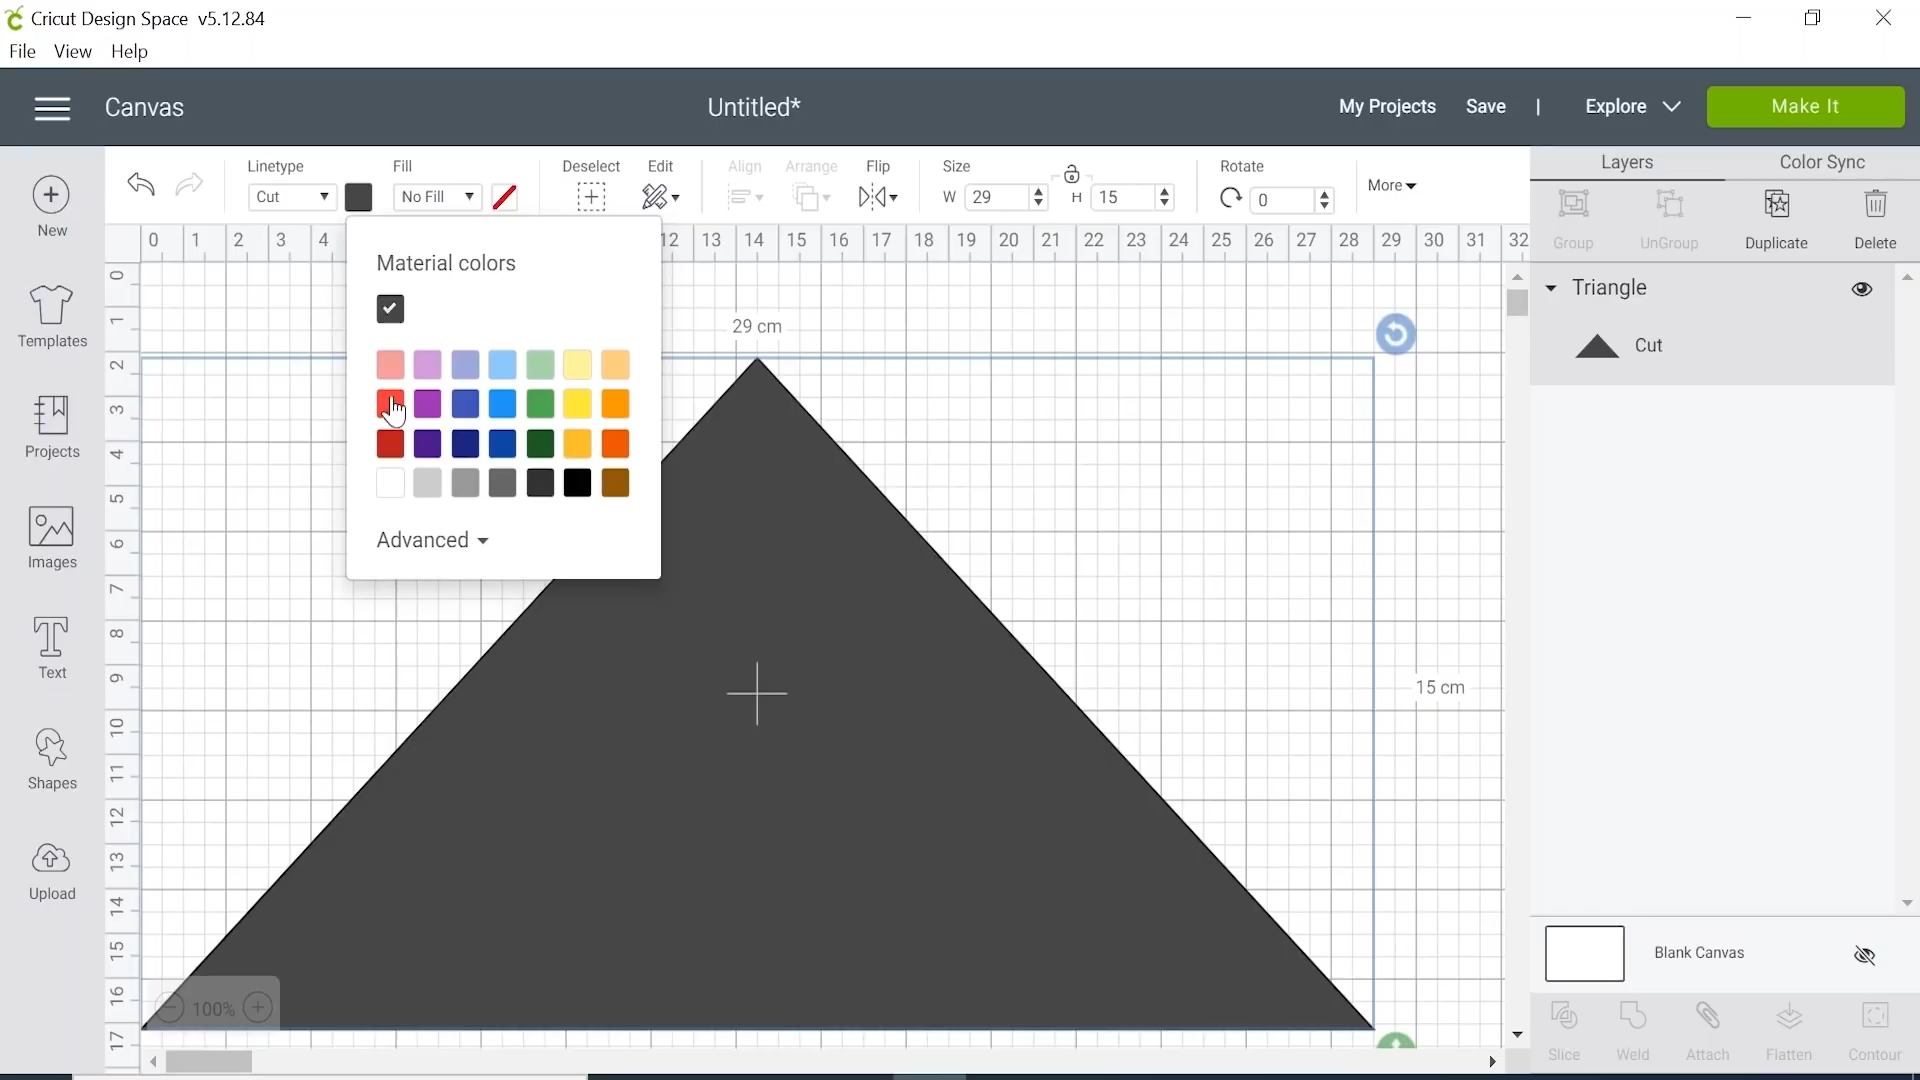 Cricut Design Space v5.12.84
File View Help
Canvas
Untitled*
My Projects Save | Explore Make It
Linetype Fill Deselect Edit Align Arrange Flip Size Rotate
Cut No Fill W 29 H 15 0 More
Layers Color Sync
Group UnGroup Duplicate Delete
New
Templates
Projects
Images
Text
Shapes
Upload
0 1 2 3 4 12 13 14 15 16 17 18 19 20 21 22 23 24 25 26 27 28 29 30 31 32
0
1
2
3
4
5
6
7
8
9
10
11
12
13
14
15
16
17
Material colors
Advanced
29 cm
15 cm
100%
Triangle
Cut
Blank Canvas
Slice Weld Attach Flatten Contour